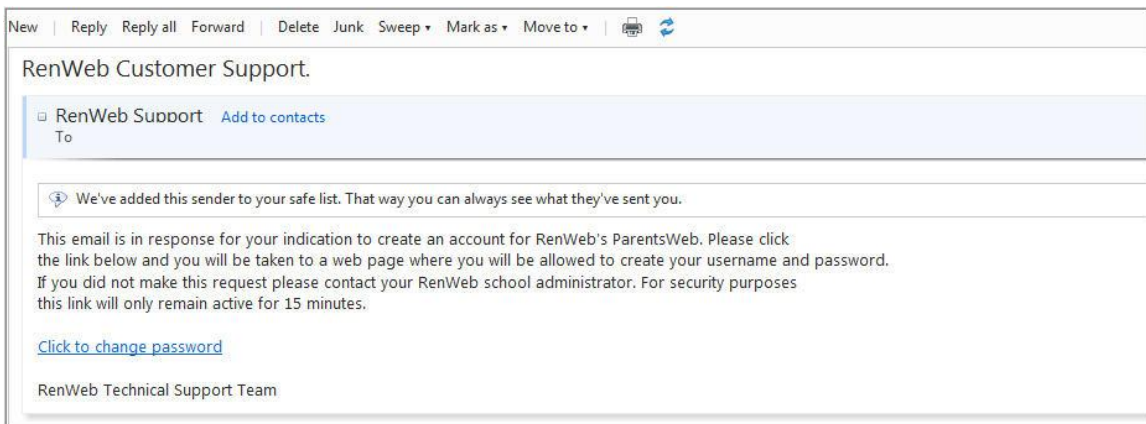 New | Reply Reply all Forward | Delete Junk Sweep ▾ Mark as ▾ Move to ▾ |
RenWeb Customer Support.
RenWeb Support Add to contacts
To
We've added this sender to your safe list. That way you can always see what they've sent you.
This email is in response for your indication to create an account for RenWeb's ParentsWeb. Please click
the link below and you will be taken to a web page where you will be allowed to create your username and password.
If you did not make this request please contact your RenWeb school administrator. For security purposes
this link will only remain active for 15 minutes.
Click to change password
RenWeb Technical Support Team